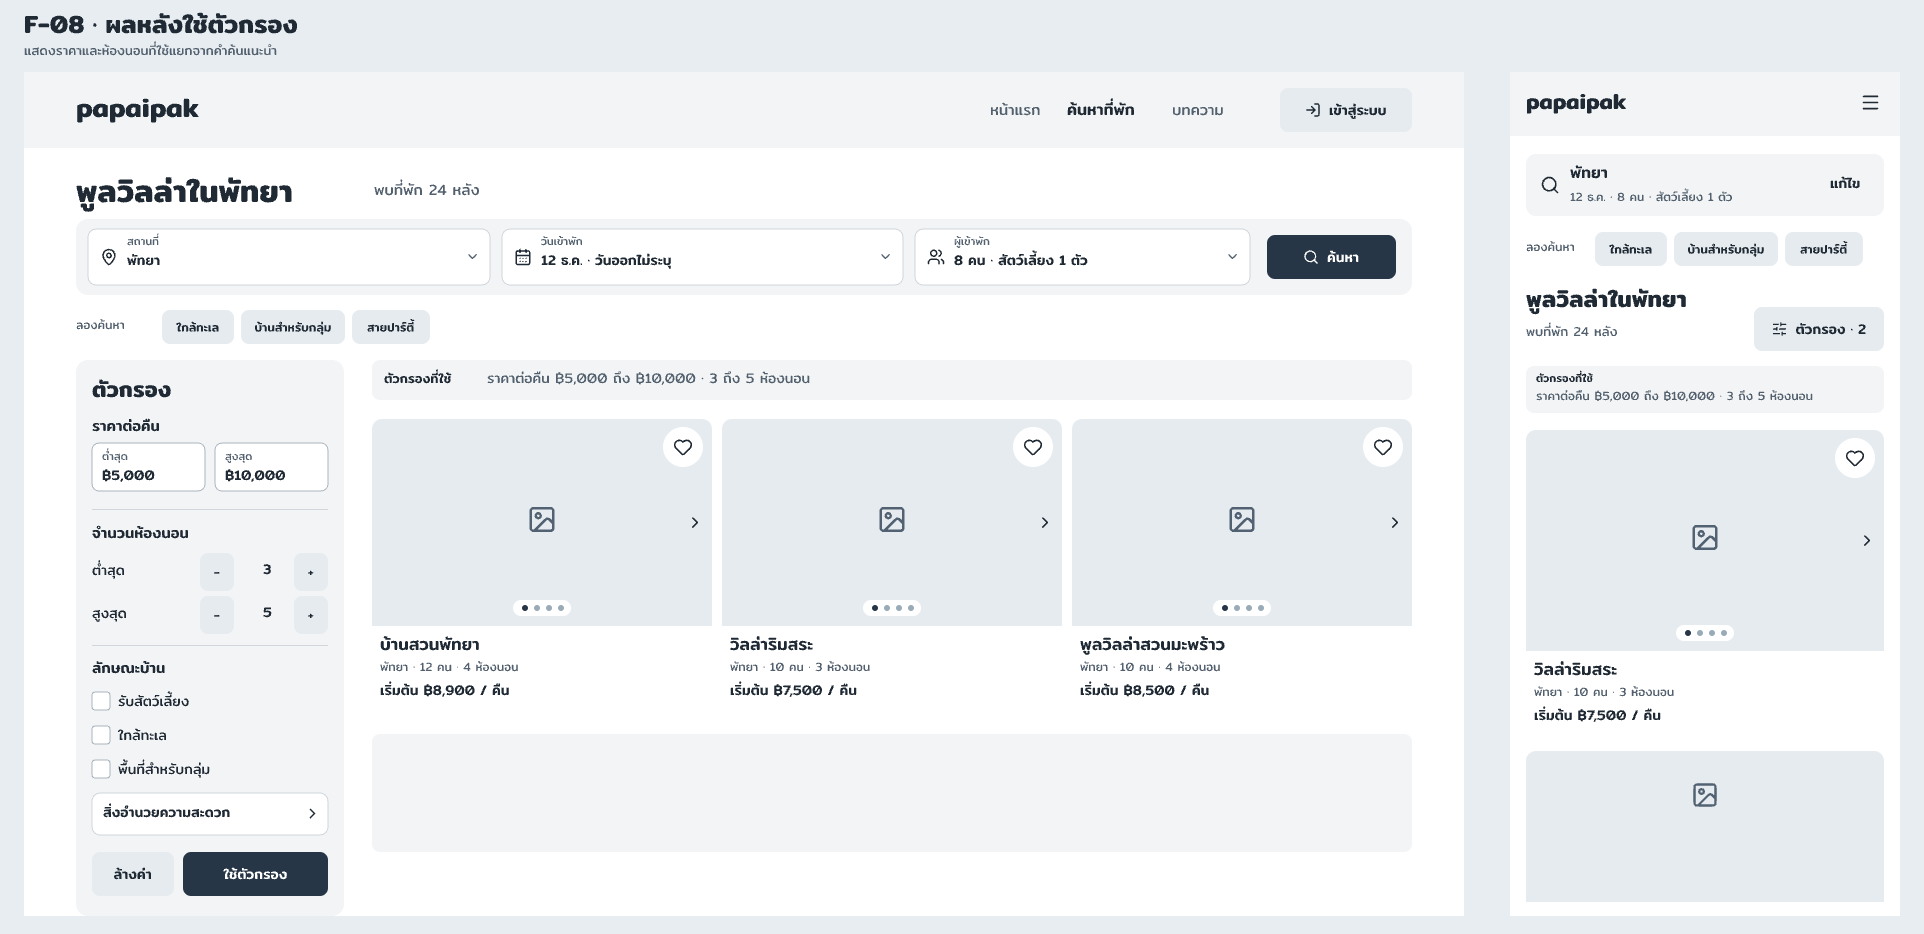 F-08 · ผลหลังใช้ตัวกรอง
แสดงราคาและห้องนอนที่ใช้แยกจากคำค้นแนะนำ
papaipak
หน้าแรก
ค้นหาที่พัก
บทความ
เข้าสู่ระบบ
พูลวิลล่าในพัทยา
พบที่พัก 24 หลัง
สถานที่
พัทยา
วันเข้าพัก
12 ธ.ค. · วันออกไม่ระบุ
ผู้เข้าพัก
8 คน · สัตว์เลี้ยง 1 ตัว
ค้นหา
ลองค้นหา
ใกล้ทะเล
บ้านสำหรับกลุ่ม
สายปาร์ตี้
ตัวกรอง
ราคาต่อคืน
ต่ำสุด
฿5,000
สูงสุด
฿10,000
จำนวนห้องนอน
ต่ำสุด
- 3 +
สูงสุด
- 5 +
ลักษณะบ้าน
รับสัตว์เลี้ยง
ใกล้ทะเล
พื้นที่สำหรับกลุ่ม
สิ่งอำนวยความสะดวก
ล้างค่า
ใช้ตัวกรอง
ตัวกรองที่ใช้
ราคาต่อคืน ฿5,000 ถึง ฿10,000 · 3 ถึง 5 ห้องนอน
บ้านสวนพัทยา
พัทยา · 12 คน · 4 ห้องนอน
เริ่มต้น ฿8,900 / คืน
วิลล่าริมสระ
พัทยา · 10 คน · 3 ห้องนอน
เริ่มต้น ฿7,500 / คืน
พูลวิลล่าสวนมะพร้าว
พัทยา · 10 คน · 4 ห้องนอน
เริ่มต้น ฿8,500 / คืน
papaipak
พัทยา
12 ธ.ค. · 8 คน · สัตว์เลี้ยง 1 ตัว
แก้ไข
ลองค้นหา
ใกล้ทะเล
บ้านสำหรับกลุ่ม
สายปาร์ตี้
พูลวิลล่าในพัทยา
พบที่พัก 24 หลัง
ตัวกรอง · 2
ตัวกรองที่ใช้
ราคาต่อคืน ฿5,000 ถึง ฿10,000 · 3 ถึง 5 ห้องนอน
วิลล่าริมสระ
พัทยา · 10 คน · 3 ห้องนอน
เริ่มต้น ฿7,500 / คืน